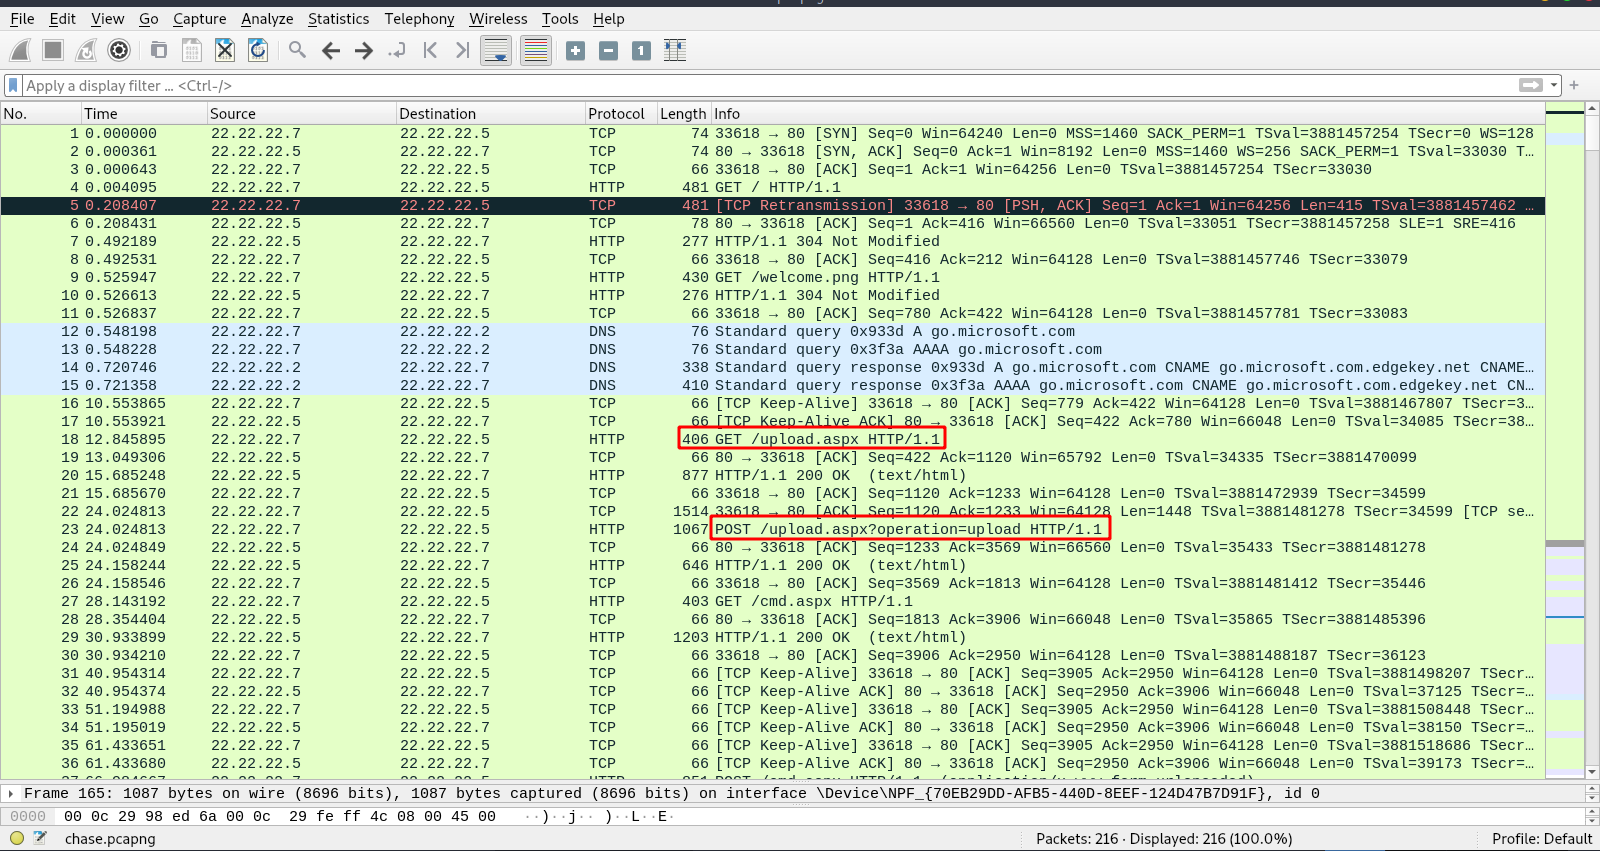 File Edit View Go Capture Analyze Statistics Telephony Wireless Tools Help
Apply a display filter ... <Ctrl-/>
No. Time Source Destination Protocol Length Info
1 0.000000 22.22.22.7 22.22.22.5 TCP 74 33618 → 80 [SYN] Seq=0 Win=64240 Len=0 MSS=1460 SACK_PERM=1 TSval=3881457254 TSecr=0 WS=128
2 0.000361 22.22.22.5 22.22.22.7 TCP 74 80 → 33618 [SYN, ACK] Seq=0 Ack=1 Win=8192 Len=0 MSS=1460 WS=256 SACK_PERM=1 TSval=33030 T…
3 0.000643 22.22.22.7 22.22.22.5 TCP 66 33618 → 80 [ACK] Seq=1 Ack=1 Win=64256 Len=0 TSval=3881457254 TSecr=33030
4 0.004095 22.22.22.7 22.22.22.5 HTTP 481 GET / HTTP/1.1
5 0.208407 22.22.22.7 22.22.22.5 TCP 481 [TCP Retransmission] 33618 → 80 [PSH, ACK] Seq=1 Ack=1 Win=64256 Len=415 TSval=3881457462 …
6 0.208431 22.22.22.5 22.22.22.7 TCP 78 80 → 33618 [ACK] Seq=1 Ack=416 Win=66560 Len=0 TSval=33051 TSecr=3881457258 SLE=1 SRE=416
7 0.492189 22.22.22.5 22.22.22.7 HTTP 277 HTTP/1.1 304 Not Modified
8 0.492531 22.22.22.7 22.22.22.5 TCP 66 33618 → 80 [ACK] Seq=416 Ack=212 Win=64128 Len=0 TSval=3881457746 TSecr=33079
9 0.525947 22.22.22.7 22.22.22.5 HTTP 430 GET /welcome.png HTTP/1.1
10 0.526613 22.22.22.5 22.22.22.7 HTTP 276 HTTP/1.1 304 Not Modified
11 0.526837 22.22.22.7 22.22.22.5 TCP 66 33618 → 80 [ACK] Seq=780 Ack=422 Win=64128 Len=0 TSval=3881457781 TSecr=33083
12 0.548198 22.22.22.7 22.22.22.2 DNS 76 Standard query 0x933d A go.microsoft.com
13 0.548228 22.22.22.7 22.22.22.2 DNS 76 Standard query 0x3f3a AAAA go.microsoft.com
14 0.720746 22.22.22.2 22.22.22.7 DNS 338 Standard query response 0x933d A go.microsoft.com CNAME go.microsoft.com.edgekey.net CNAME…
15 0.721358 22.22.22.2 22.22.22.7 DNS 410 Standard query response 0x3f3a AAAA go.microsoft.com CNAME go.microsoft.com.edgekey.net CN…
16 10.553865 22.22.22.7 22.22.22.5 TCP 66 [TCP Keep-Alive] 33618 → 80 [ACK] Seq=779 Ack=422 Win=64128 Len=0 TSval=3881467807 TSecr=3…
17 10.553921 22.22.22.5 22.22.22.7 TCP 66 [TCP Keep-Alive ACK] 80 → 33618 [ACK] Seq=422 Ack=780 Win=66048 Len=0 TSval=34085 TSecr=38…
18 12.845895 22.22.22.7 22.22.22.5 HTTP 406 GET /upload.aspx HTTP/1.1
19 13.049306 22.22.22.5 22.22.22.7 TCP 66 80 → 33618 [ACK] Seq=422 Ack=1120 Win=65792 Len=0 TSval=34335 TSecr=3881470099
20 15.685248 22.22.22.5 22.22.22.7 HTTP 877 HTTP/1.1 200 OK (text/html)
21 15.685670 22.22.22.7 22.22.22.5 TCP 66 33618 → 80 [ACK] Seq=1120 Ack=1233 Win=64128 Len=0 TSval=3881472939 TSecr=34599
22 24.024813 22.22.22.7 22.22.22.5 TCP 1514 33618 → 80 [ACK] Seq=1120 Ack=1233 Win=64128 Len=1448 TSval=3881481278 TSecr=34599 [TCP se…
23 24.024813 22.22.22.7 22.22.22.5 HTTP 1067 POST /upload.aspx?operation=upload HTTP/1.1
24 24.024849 22.22.22.5 22.22.22.7 TCP 66 80 → 33618 [ACK] Seq=1233 Ack=3569 Win=66560 Len=0 TSval=35433 TSecr=3881481278
25 24.158244 22.22.22.5 22.22.22.7 HTTP 646 HTTP/1.1 200 OK (text/html)
26 24.158546 22.22.22.7 22.22.22.5 TCP 66 33618 → 80 [ACK] Seq=3569 Ack=1813 Win=64128 Len=0 TSval=3881481412 TSecr=35446
27 28.143192 22.22.22.7 22.22.22.5 HTTP 403 GET /cmd.aspx HTTP/1.1
28 28.354404 22.22.22.5 22.22.22.7 TCP 66 80 → 33618 [ACK] Seq=1813 Ack=3906 Win=66048 Len=0 TSval=35865 TSecr=3881485396
29 30.933899 22.22.22.5 22.22.22.7 HTTP 1203 HTTP/1.1 200 OK (text/html)
30 30.934210 22.22.22.7 22.22.22.5 TCP 66 33618 → 80 [ACK] Seq=3906 Ack=2950 Win=64128 Len=0 TSval=3881488187 TSecr=36123
31 40.954314 22.22.22.7 22.22.22.5 TCP 66 [TCP Keep-Alive] 33618 → 80 [ACK] Seq=3905 Ack=2950 Win=64128 Len=0 TSval=3881498207 TSecr…
32 40.954374 22.22.22.5 22.22.22.7 TCP 66 [TCP Keep-Alive ACK] 80 → 33618 [ACK] Seq=2950 Ack=3906 Win=66048 Len=0 TSval=37125 TSecr=…
33 51.194988 22.22.22.7 22.22.22.5 TCP 66 [TCP Keep-Alive] 33618 → 80 [ACK] Seq=3905 Ack=2950 Win=64128 Len=0 TSval=3881508448 TSecr…
34 51.195019 22.22.22.5 22.22.22.7 TCP 66 [TCP Keep-Alive ACK] 80 → 33618 [ACK] Seq=2950 Ack=3906 Win=66048 Len=0 TSval=38150 TSecr=…
35 61.433651 22.22.22.7 22.22.22.5 TCP 66 [TCP Keep-Alive] 33618 → 80 [ACK] Seq=3905 Ack=2950 Win=64128 Len=0 TSval=3881518686 TSecr…
36 61.433680 22.22.22.5 22.22.22.7 TCP 66 [TCP Keep-Alive ACK] 80 → 33618 [ACK] Seq=2950 Ack=3906 Win=66048 Len=0 TSval=39173 TSecr=…
Frame 165: 1087 bytes on wire (8696 bits), 1087 bytes captured (8696 bits) on interface \Device\NPF_{70EB29DD-AFB5-440D-8EEF-124D47B7D91F}, id 0
0000 00 0c 29 98 ed 6a 00 0c 29 fe ff 4c 08 00 45 00 ··)··j·· )··L··E·
chase.pcapng Packets: 216 · Displayed: 216 (100.0%) Profile: Default